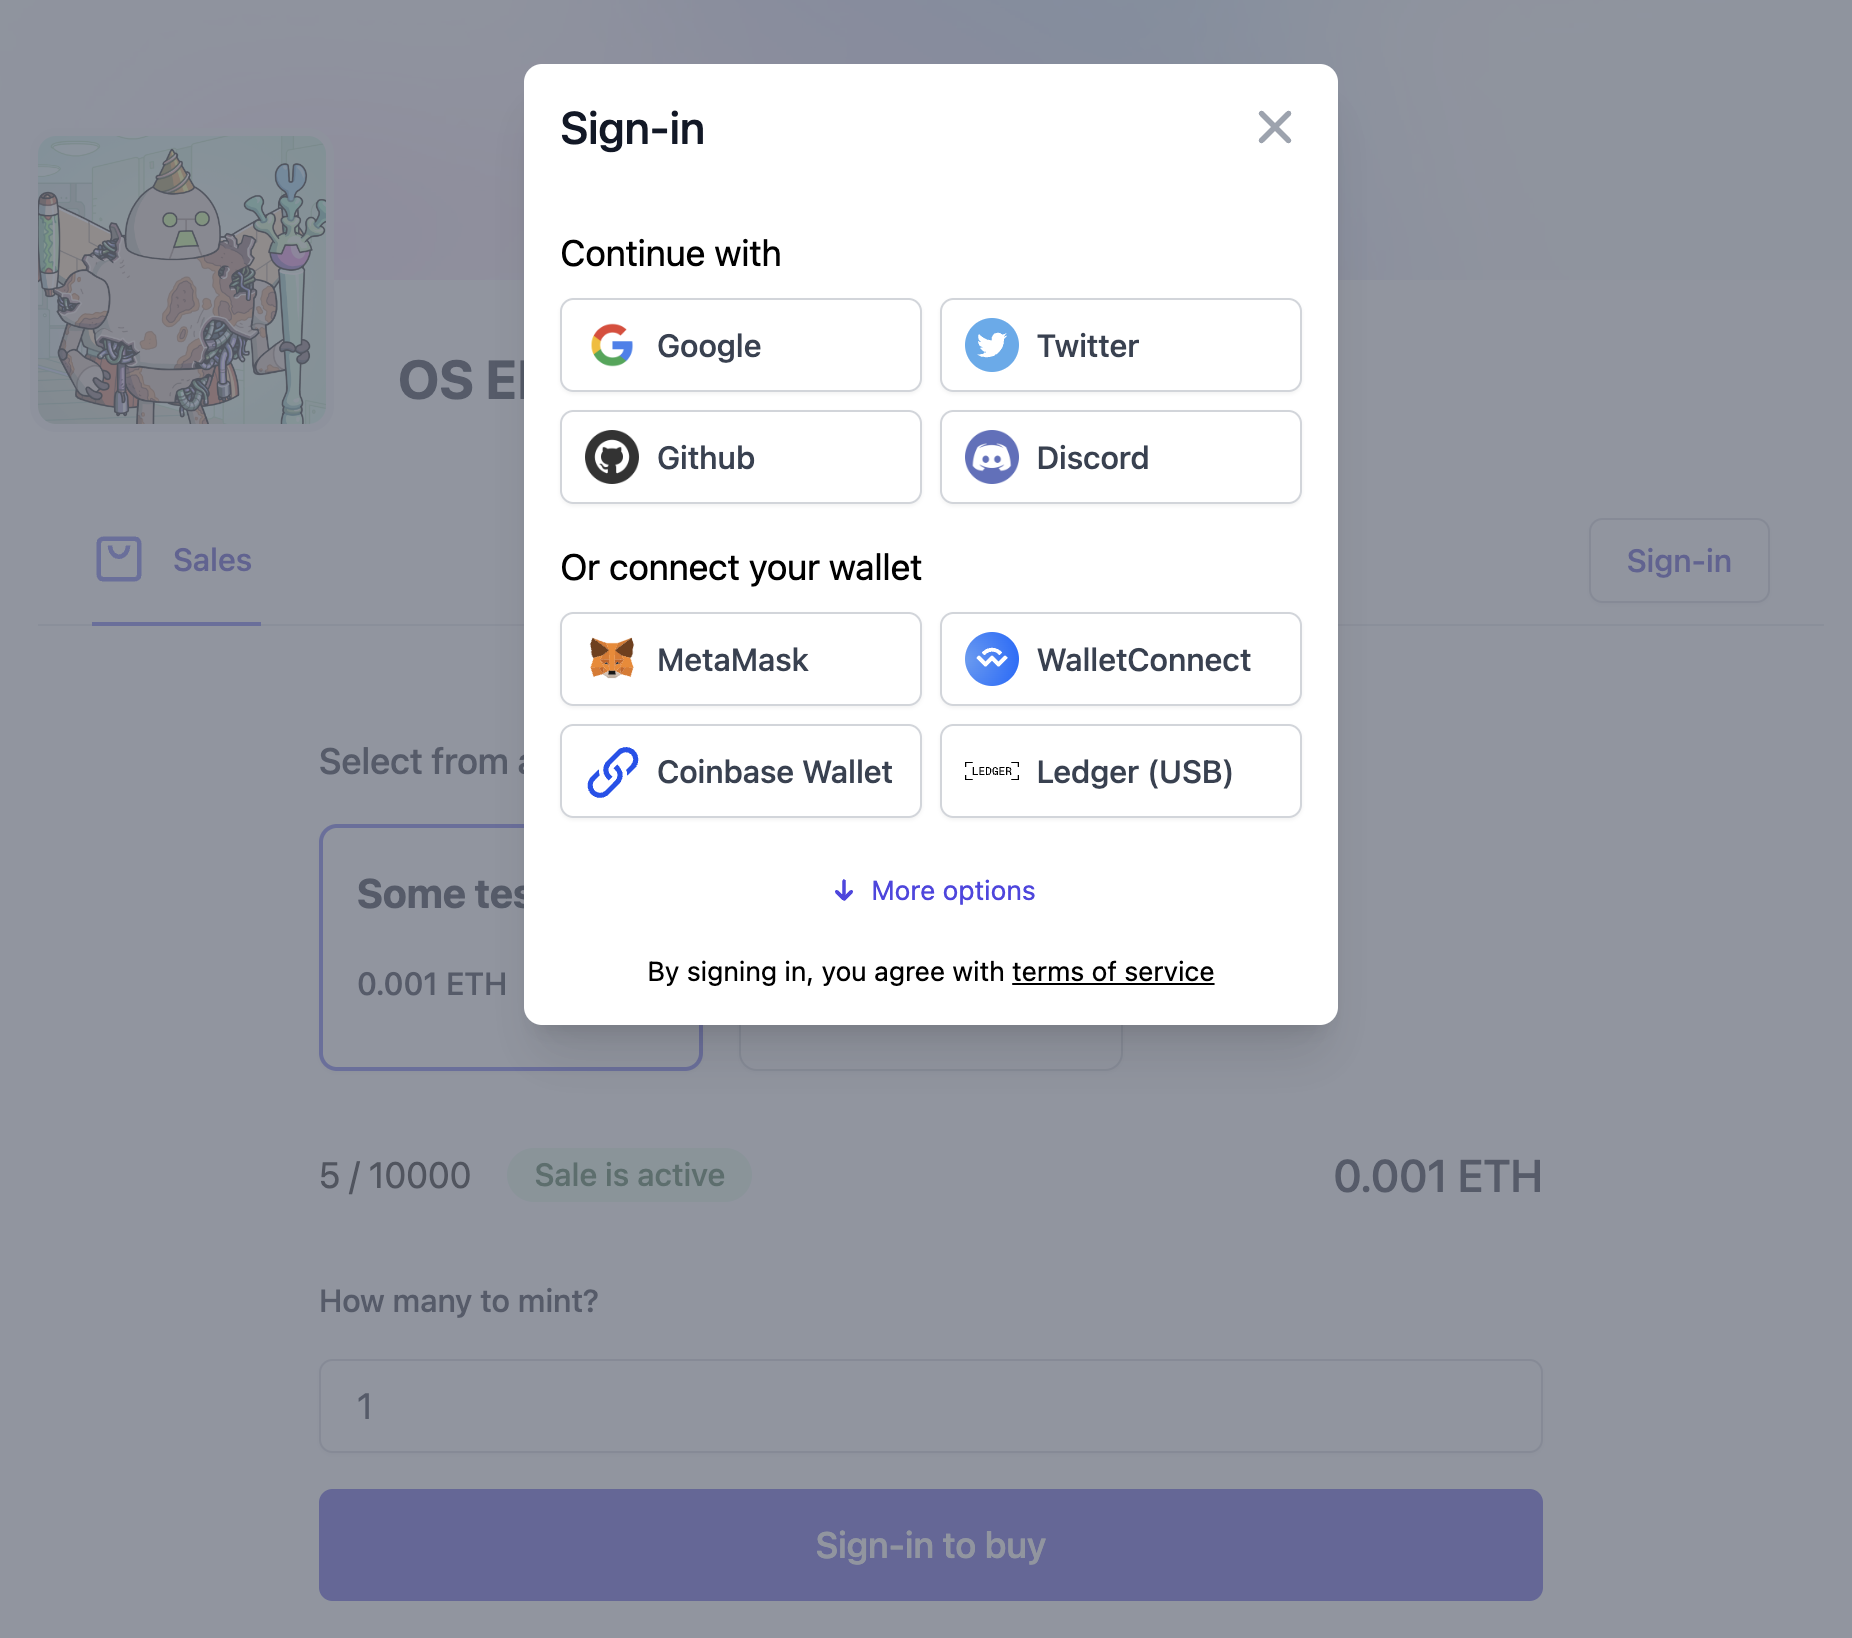 Sign-in
Continue with
Google
Twitter
Github
Discord
Or connect your wallet
MetaMask
WalletConnect
Coinbase Wallet
LEDGER
Ledger (USB)
More options
By signing in, you agree with terms of service
OS
Sales
Sign-in
Select from
Some
0.001 ETH
5 / 10000
Sale is active
0.001 ETH
How many to mint?
1
Sign-in to buy